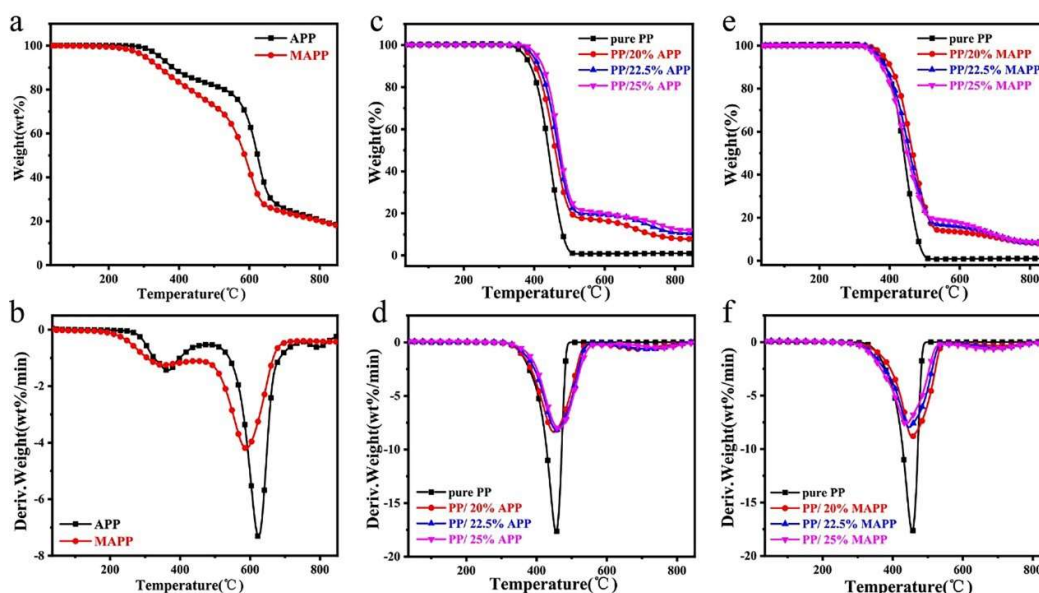 a
APP
MAPP
100
80
60
40
20
0
Weight(wt%)
200 400 600 800
Temperature(℃)
c
pure PP
PP/20% APP
PP/22.5% APP
PP/25% APP
100
80
60
40
20
0
Weight(%)
200 400 600 800
Temperature(℃)
e
pure PP
PP/20% MAPP
PP/22.5% MAPP
PP/25% MAPP
100
80
60
40
20
0
Weight(%)
200 400 600 800
Temperature(℃)
b
0
-2
-4
-6
-8
Deriv.Weight(wt%/min)
APP
MAPP
0 200 400 600 800
Temperature(℃)
d
0
-5
-10
-15
-20
Deriv.Weight(wt%/min)
pure PP
PP/ 20% APP
PP/ 22.5% APP
PP/ 25% APP
200 400 600 800
Temperature(℃)
f
0
-5
-10
-15
-20
Deriv.Weight(wt%/min)
pure PP
PP/ 20% MAPP
PP/ 22.5% MAPP
PP/ 25% MAPP
200 400 600 800
Temperature(℃)